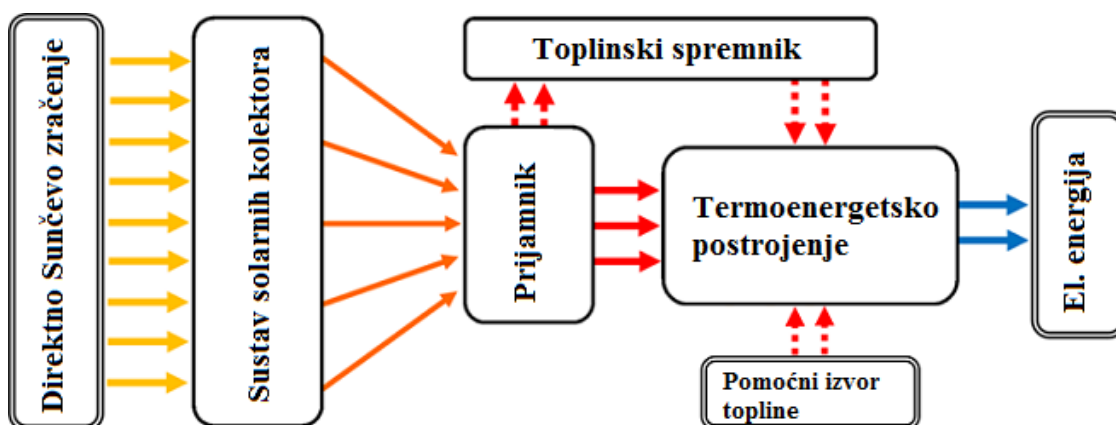 Direktno Sunčevo zračenje
Sustav solarnih kolektora
Toplinski spremnik
Prijamnik
Termoenergetsko
postrojenje
Pomoćni izvor
topline
El. energija